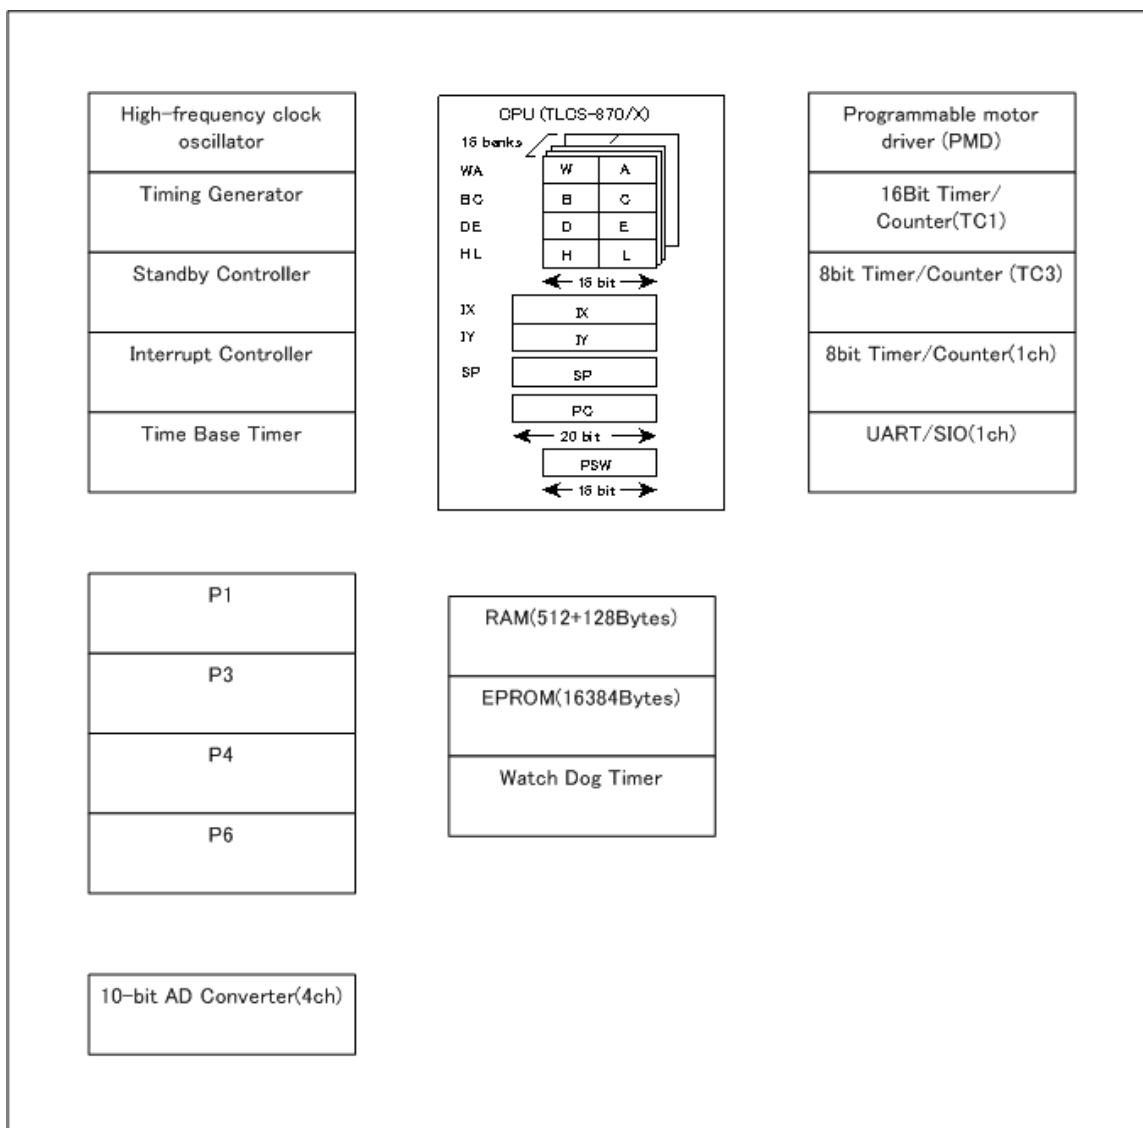 High-frequency clock
oscillator
Timing Generator
Standby Controller
Interrupt Controller
Time Base Timer
CPU (TLCS-870/X)
16 banks
WA W A
BC B C
DE D E
HL H L
16 bit
IX IX
IY IY
SP SP
PC
20 bit
PSW
16 bit
Programmable motor
driver (PMD)
16Bit Timer/
Counter(TC1)
8bit Timer/Counter (TC3)
8bit Timer/Counter(1ch)
UART/SIO(1ch)
P1
P3
P4
P6
RAM(512+128Bytes)
EPROM(16384Bytes)
Watch Dog Timer
10-bit AD Converter(4ch)